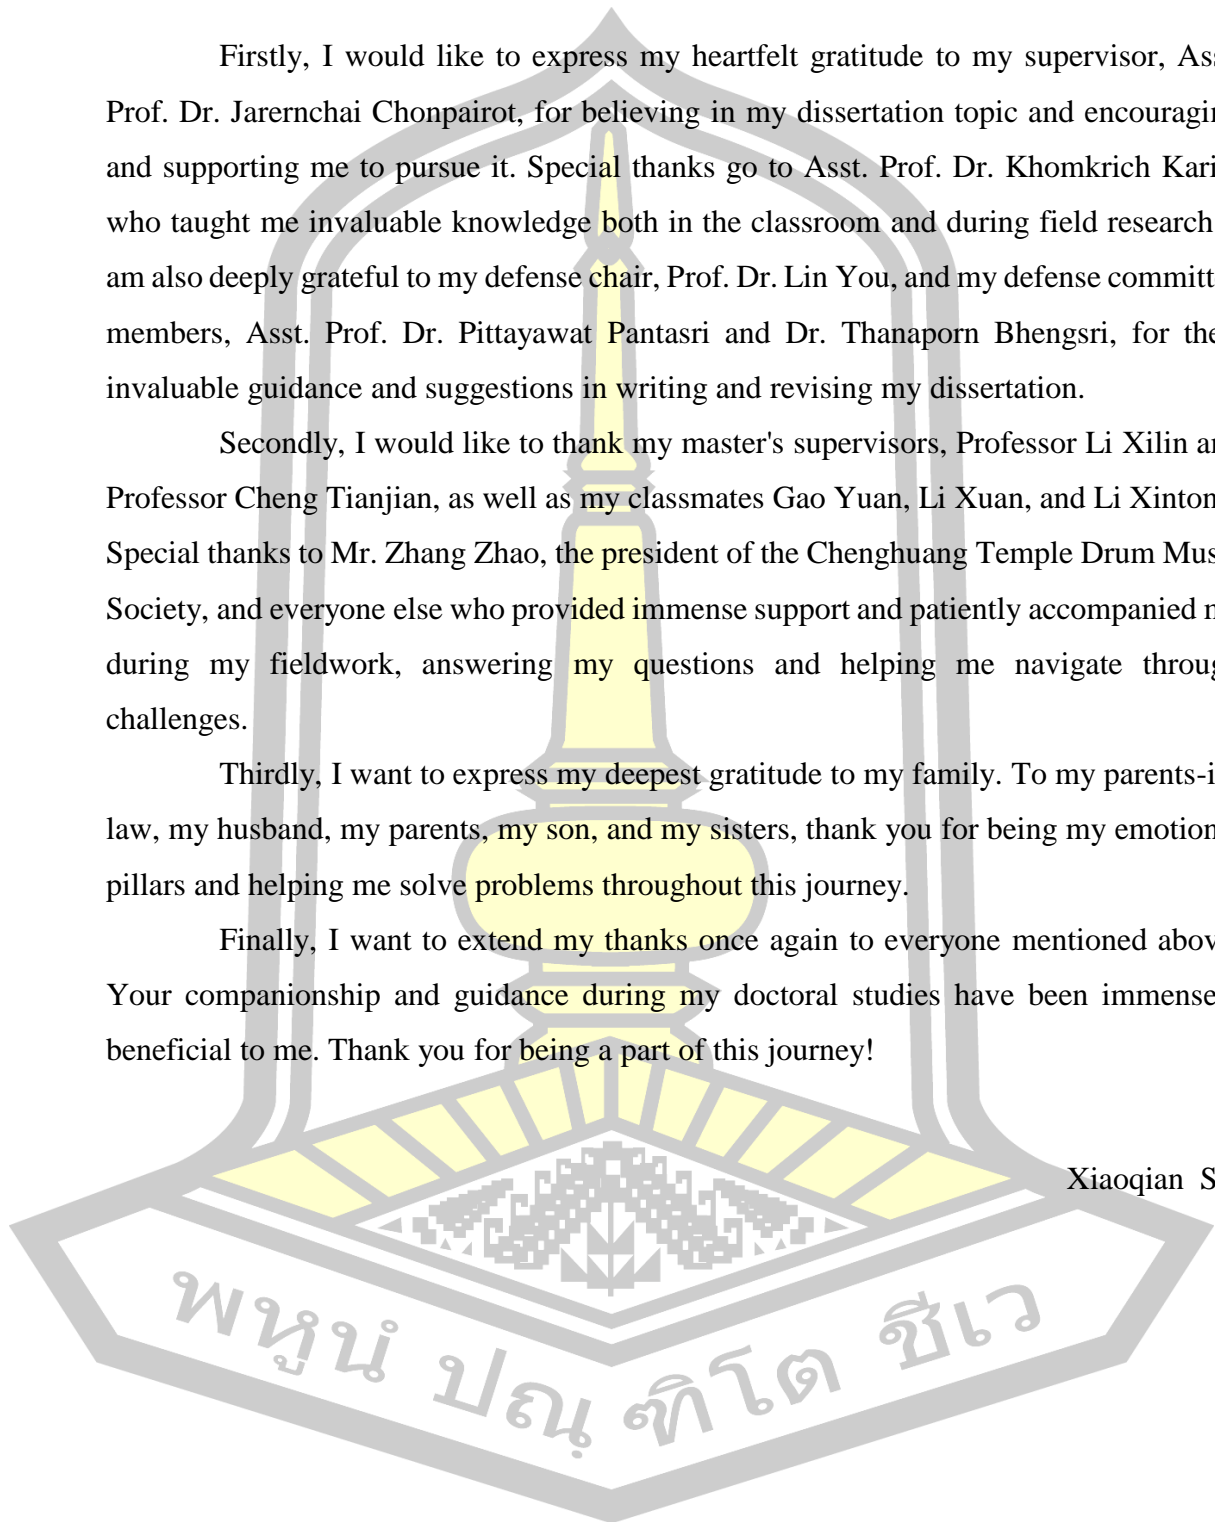 Firstly, I would like to express my heartfelt gratitude to my supervisor, Ass
Prof. Dr. Jarernchai Chonpairot, for believing in my dissertation topic and encouragin
and supporting me to pursue it. Special thanks go to Asst. Prof. Dr. Khomkrich Kari
who taught me invaluable knowledge both in the classroom and during field research
am also deeply grateful to my defense chair, Prof. Dr. Lin You, and my defense committ
members, Asst. Prof. Dr. Pittayawat Pantasri and Dr. Thanaporn Bhengsri, for the
invaluable guidance and suggestions in writing and revising my dissertation.
Secondly, I would like to thank my master's supervisors, Professor Li Xilin an
Professor Cheng Tianjian, as well as my classmates Gao Yuan, Li Xuan, and Li Xinton
Special thanks to Mr. Zhang Zhao, the president of the Chenghuang Temple Drum Mus
Society, and everyone else who provided immense support and patiently accompanied m
during my fieldwork, answering my questions and helping me navigate throug
challenges.
Thirdly, I want to express my deepest gratitude to my family. To my parents-i
law, my husband, my parents, my son, and my sisters, thank you for being my emotion
pillars and helping me solve problems throughout this journey.
Finally, I want to extend my thanks once again to everyone mentioned abov
Your companionship and guidance during my doctoral studies have been immense
beneficial to me. Thank you for being a part of this journey!
Xiaoqian S
พหูนํ ปณฺฑิโต ชีเว